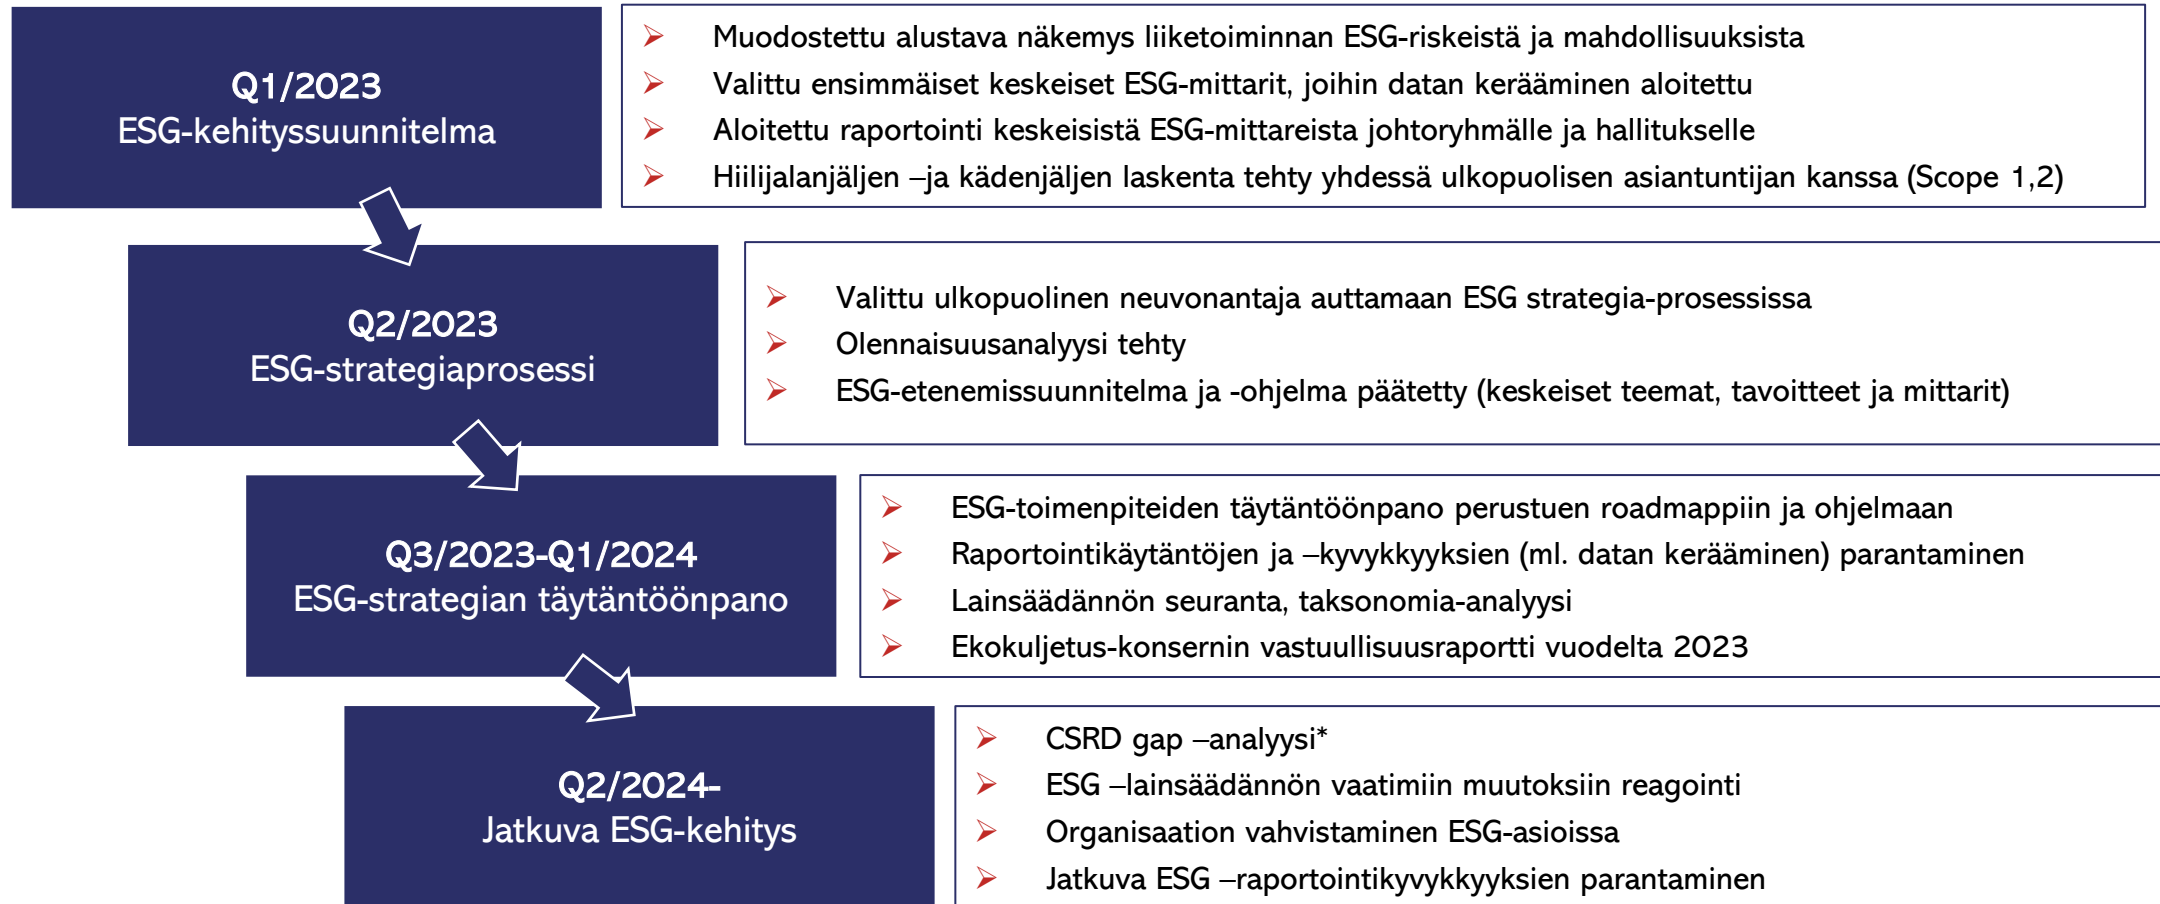 Q1/2023
ESG-kehityssuunnitelma
➢ Muodostettu alustava näkemys liiketoiminnan ESG-riskeistä ja mahdollisuuksista
➢ Valittu ensimmäiset keskeiset ESG-mittarit, joihin datan kerääminen aloitettu
➢ Aloitettu raportointi keskeisistä ESG-mittareista johtoryhmälle ja hallitukselle
➢ Hiilijalanjäljen –ja kädenjäljen laskenta tehty yhdessä ulkopuolisen asiantuntijan kanssa (Scope 1,2)
Q2/2023
ESG-strategiaprosessi
➢ Valittu ulkopuolinen neuvonantaja auttamaan ESG strategia-prosessissa
➢ Olennaisuusanalyysi tehty
➢ ESG-etenemissuunnitelma ja -ohjelma päätetty (keskeiset teemat, tavoitteet ja mittarit)
Q3/2023-Q1/2024
ESG-strategian täytäntöönpano
➢ ESG-toimenpiteiden täytäntöönpano perustuen roadmappiin ja ohjelmaan
➢ Raportointikäytäntöjen ja –kyvykkyyksien (ml. datan kerääminen) parantaminen
➢ Lainsäädännön seuranta, taksonomia-analyysi
➢ Ekokuljetus-konsernin vastuullisuusraportti vuodelta 2023
Q2/2024-
Jatkuva ESG-kehitys
➢ CSRD gap –analyysi*
➢ ESG –lainsäädännön vaatimiin muutoksiin reagointi
➢ Organisaation vahvistaminen ESG-asioissa
➢ Jatkuva ESG –raportointikyvykkyyksien parantaminen